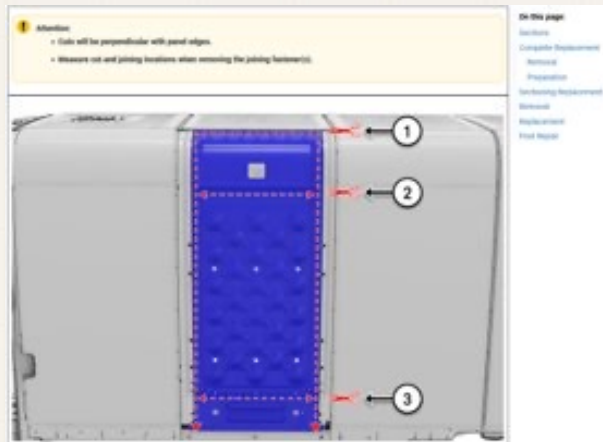 Attention:
• Cuts will be perpendicular with panel edges.
• Measure cut and joining locations when removing the joining fastener(s).
1
2
3
On this page
Sections
Complete Replacement
Removal
Preparation
Sectioning Replacement
Removal
Replacement
Post Repair